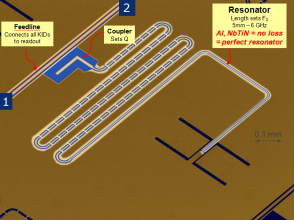 2
Feedline
Connects all KIDs
to readout
Coupler
Sets Q
Resonator
Length sets F₀
5mm – 6 GHz
Al, NbTiN = no loss
= perfect resonator
0.1 mm
1